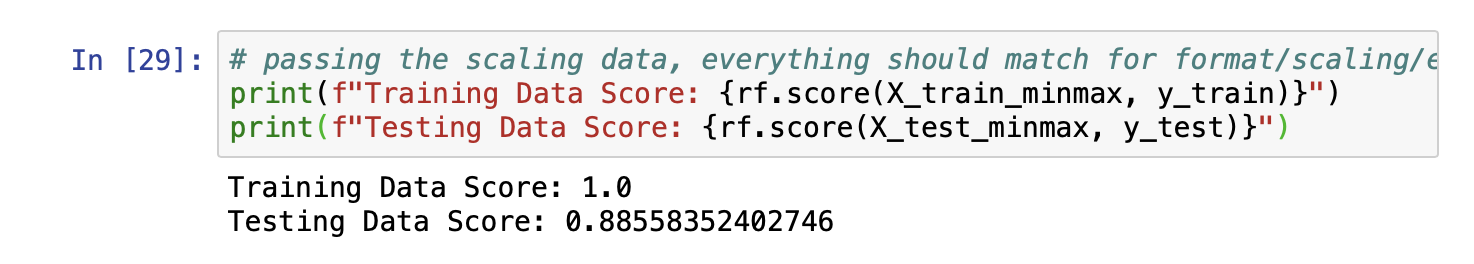 In [29]: # passing the scaling data, everything should match for format/scaling/e
print(f"Training Data Score: {rf.score(X_train_minmax, y_train)}")
print(f"Testing Data Score: {rf.score(X_test_minmax, y_test)}")
Training Data Score: 1.0
Testing Data Score: 0.88558352402746